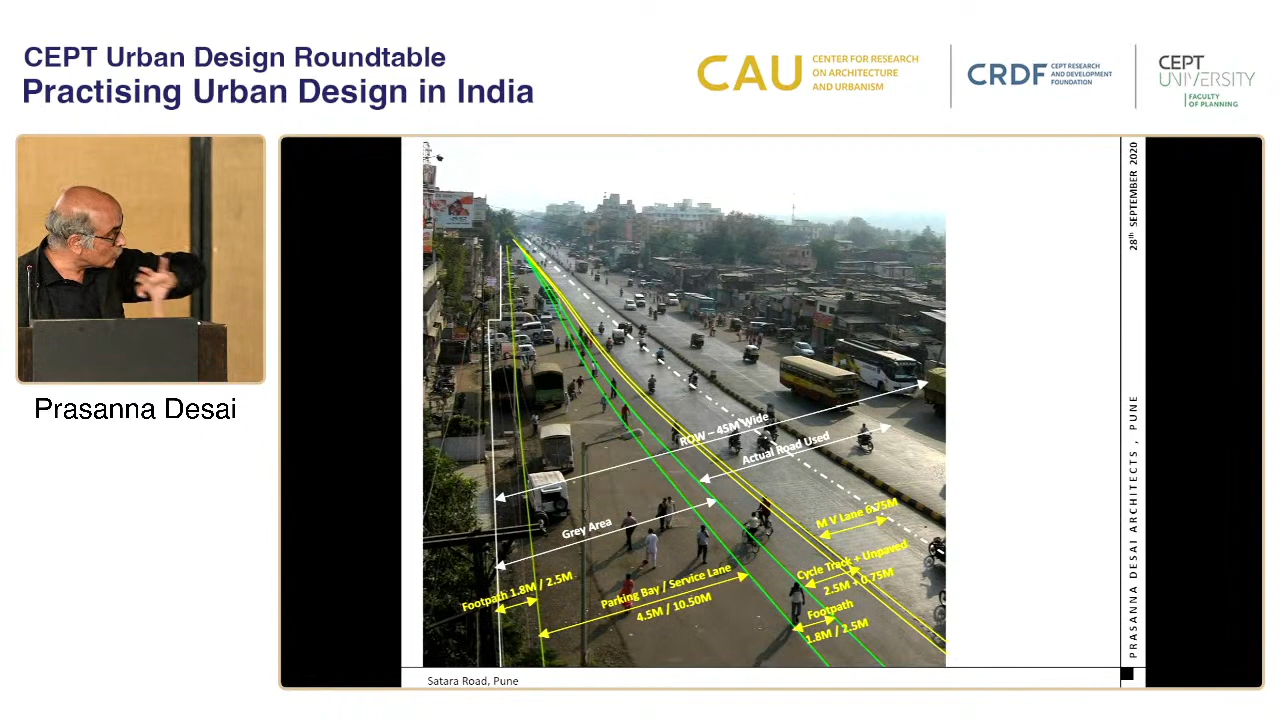 CEPT Urban Design Roundtable
Practising Urban Design in India
CAU
CENTER FOR RESEARCH
ON ARCHITECTURE
AND URBANISM
CRDF
CEPT RESEARCH
AND DEVELOPMENT
FOUNDATION
CEPT
UNIVERSITY
FACULTY
OF PLANNING
Prasanna Desai
ROW – 45M Wide
Actual Road Used
Grey Area
M V Lane 6.75M
Cycle Track + Unpaved
2.5M + 0.75M
Footpath 1.8M / 2.5M
Parking Bay / Service Lane
4.5M / 10.50M
Footpath
1.8M / 2.5M
Satara Road, Pune
28th SEPTEMBER 2020
PRASANNA DESAI ARCHITECTS, PUNE